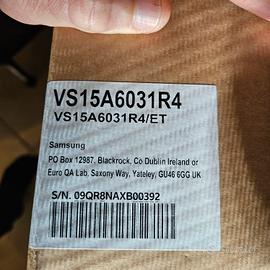 VS15A6031R4
VS15A6031R4/ET
Samsung
PO Box 12987, Blackrock, Co Dublin Ireland or
Euro QA Lab, Saxony Way, Yateley, GU46 6GG UK
S/N. 09QR8NAXB00392